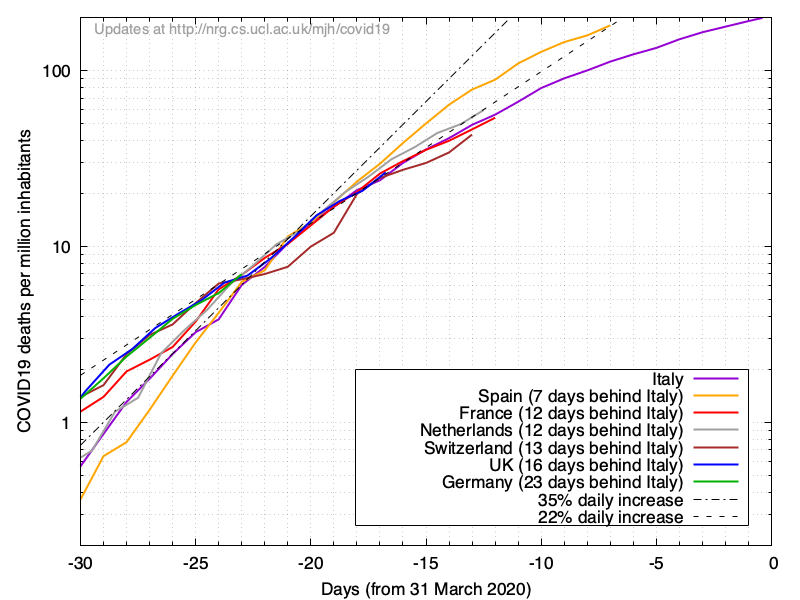 Updates at http://nrg.cs.ucl.ac.uk/mjh/covid19
COVID19 deaths per million inhabitants
100
10
1
Italy
Spain (7 days behind Italy)
France (12 days behind Italy)
Netherlands (12 days behind Italy)
Switzerland (13 days behind Italy)
UK (16 days behind Italy)
Germany (23 days behind Italy)
35% daily increase
22% daily increase
-30 -25 -20 -15 -10 -5 0
Days (from 31 March 2020)